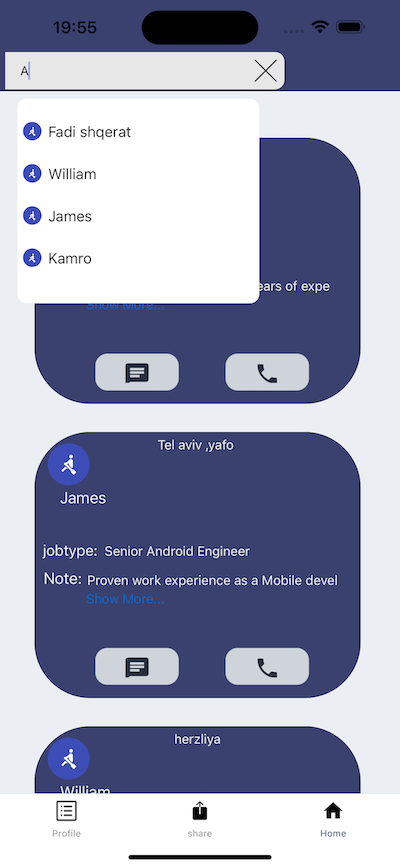 19:55
A
Fadi shqerat
William
James
Kamro
ears of expe
Show More...
Tel aviv ,yafo
James
jobtype: Senior Android Engineer
Note: Proven work experience as a Mobile devel
Show More...
herzliya
William
Profile
share
Home